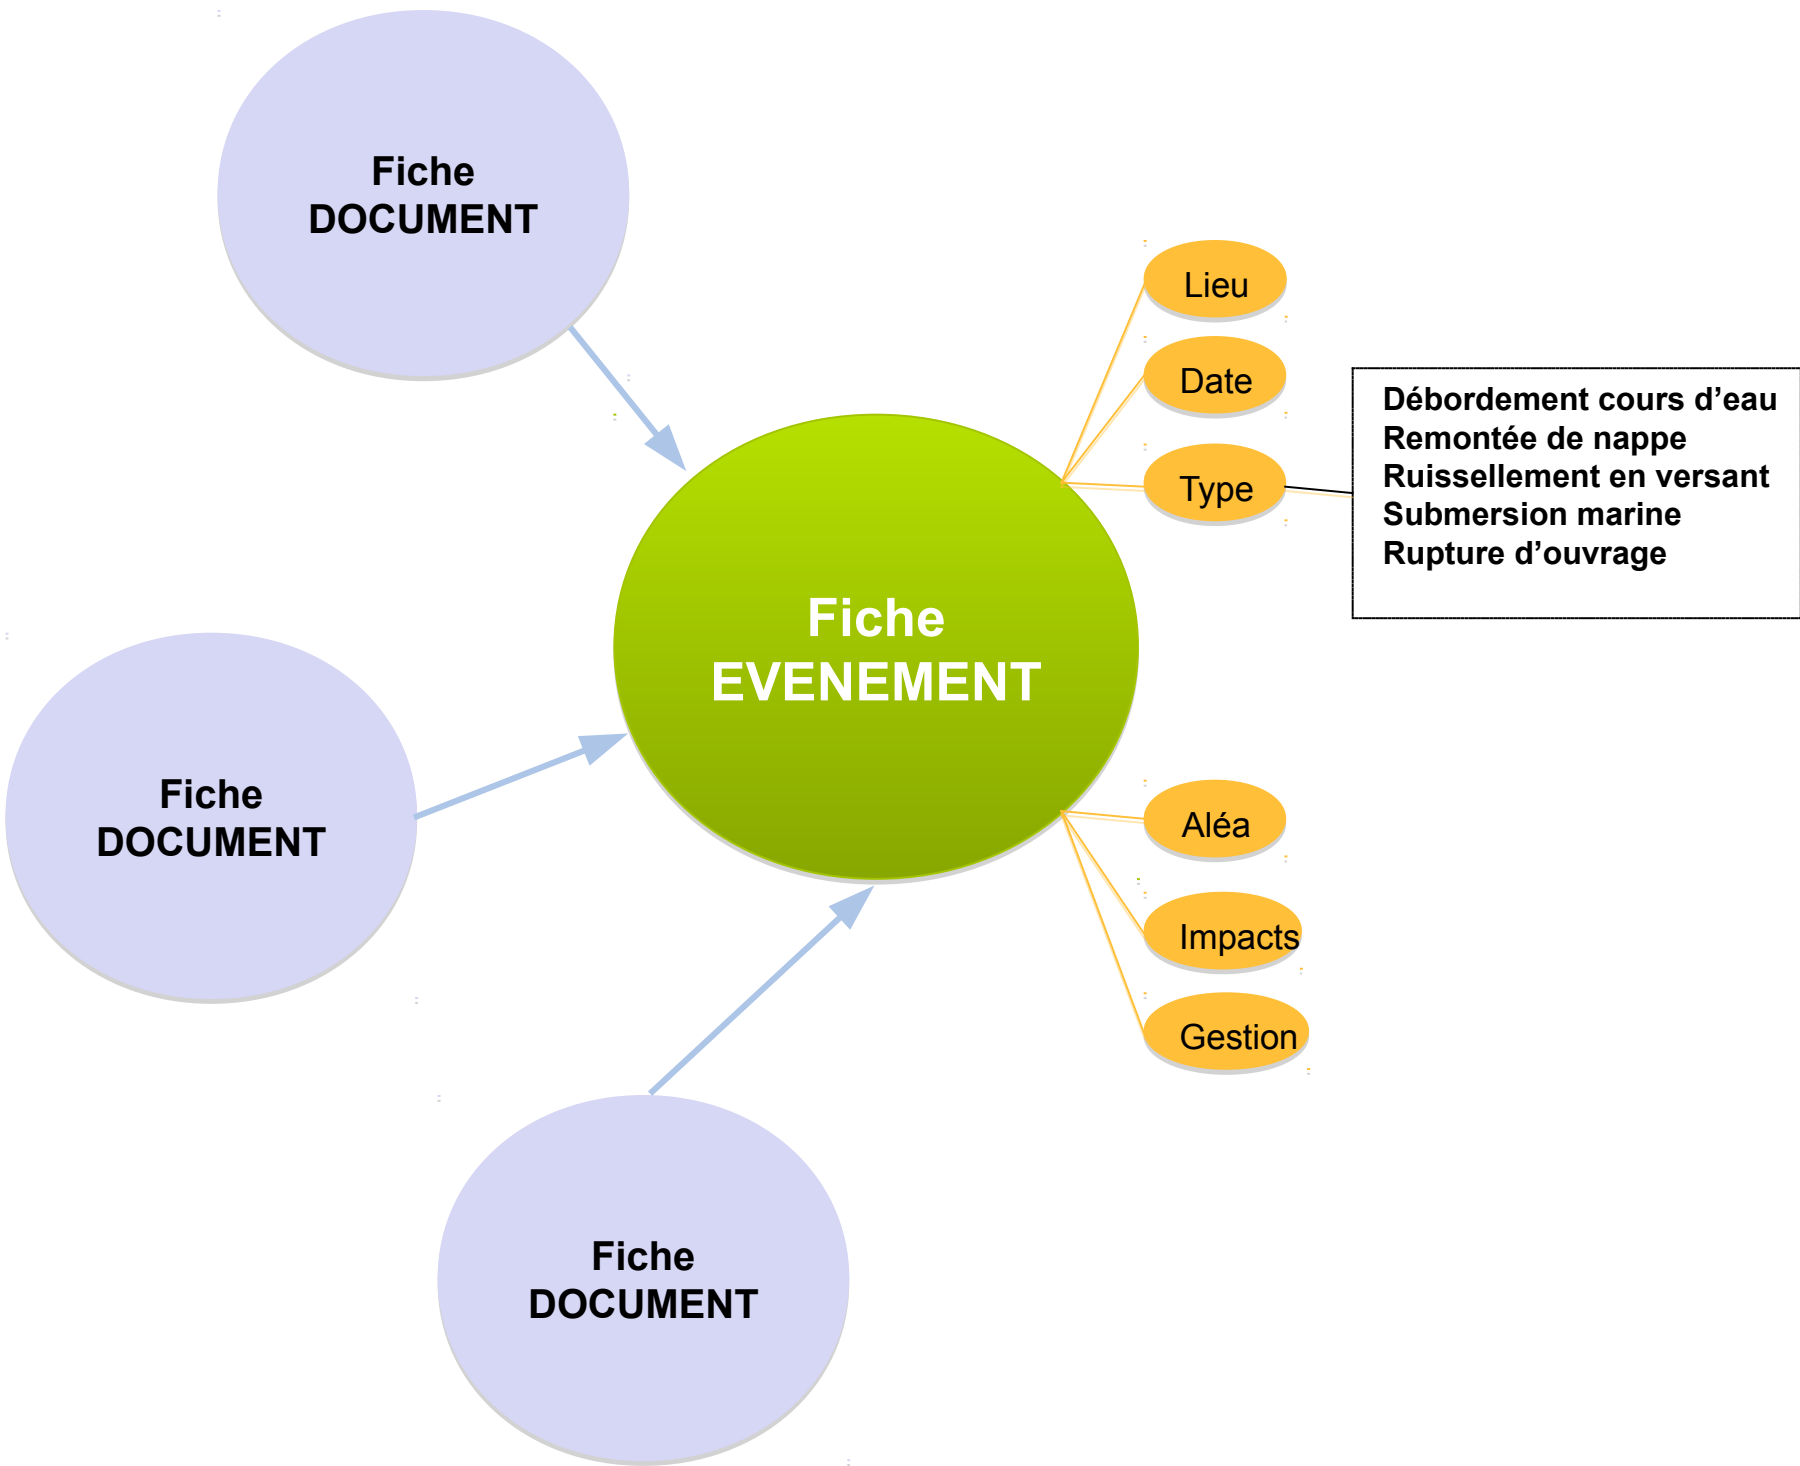 Fiche
DOCUMENT
Lieu
Date
Type
Débordement cours d’eau
Remontée de nappe
Ruissellement en versant
Submersion marine
Rupture d’ouvrage
Fiche
EVENEMENT
Fiche
DOCUMENT
Aléa
Impacts
Gestion
Fiche
DOCUMENT